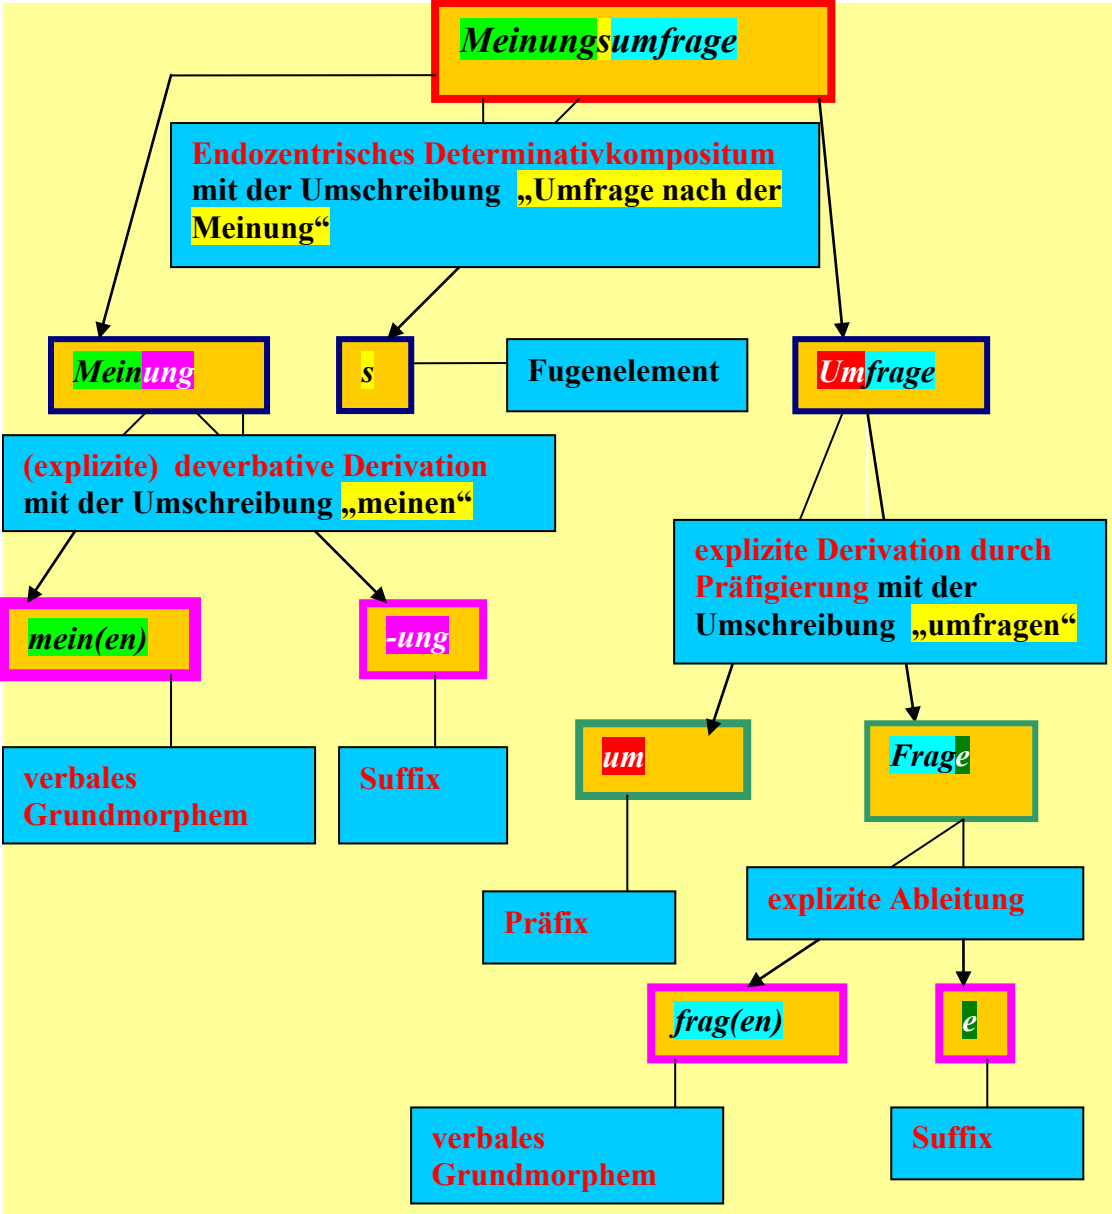 Meinungsumfrage
Endozentrisches Determinativkompositum
mit der Umschreibung „Umfrage nach der
Meinung“
Meinung
s
Fugenelement
Umfrage
(explizite) deverbative Derivation
mit der Umschreibung „meinen“
explizite Derivation durch
Präfigierung mit der
Umschreibung „umfragen“
mein(en)
-ung
um
Frage
verbales
Grundmorphem
Suffix
Präfix
explizite Ableitung
frag(en)
e
verbales
Grundmorphem
Suffix